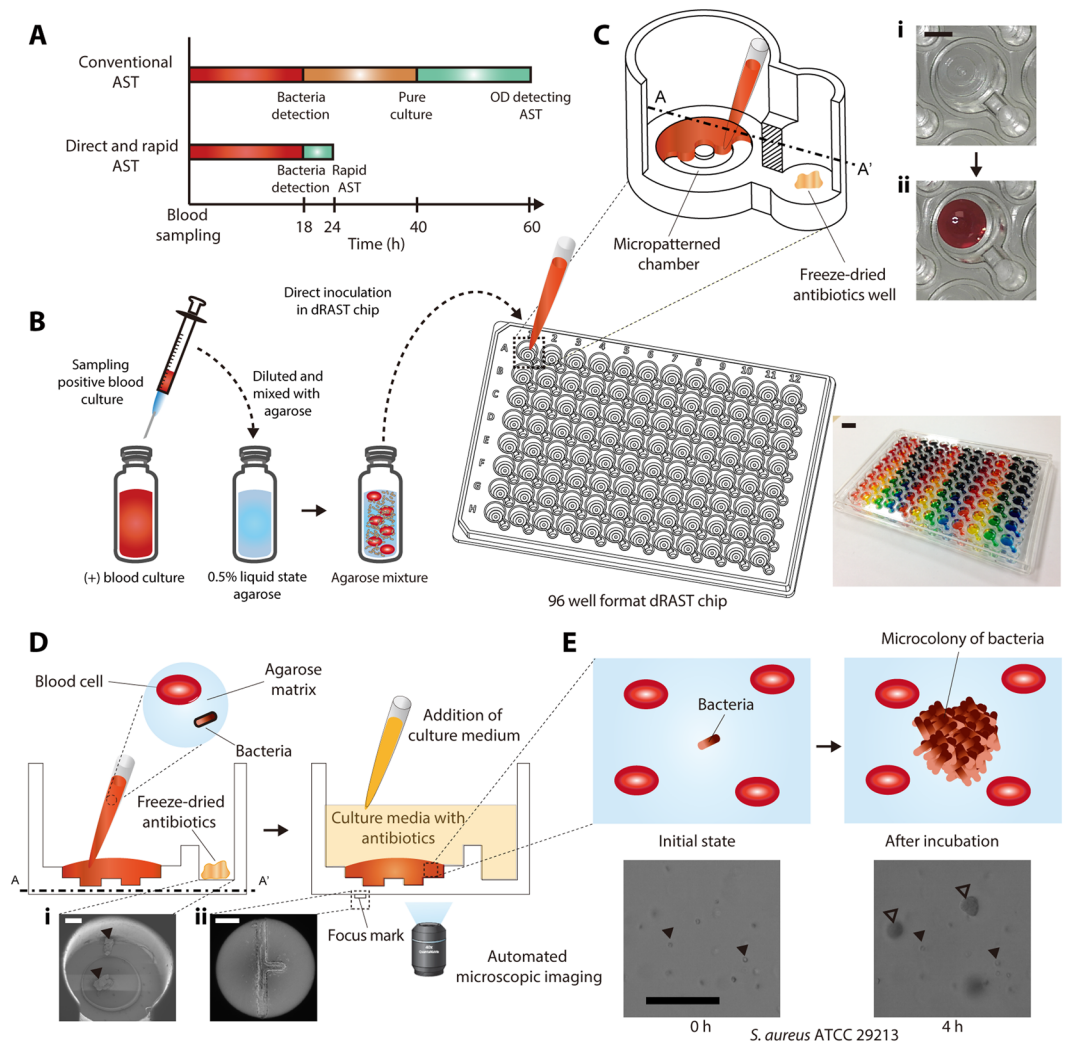 A
Conventional
AST
Bacteria
detection
Pure
culture
OD detecting
AST
Direct and rapid
AST
Bacteria
detection
Rapid
AST
Blood
sampling
18
24
40
60
Time (h)
B
Sampling
positive blood
culture
Diluted and
mixed with
agarose
Direct inoculation
in dRAST chip
(+) blood culture
0.5% liquid state
agarose
Agarose mixture
A
B
C
D
E
F
G
H
2
3
4
5
6
7
8
9
10
11
12
96 well format dRAST chip
C
A
A'
Micropatterned
chamber
Freeze-dried
antibiotics well
i
ii
D
Blood cell
Agarose
matrix
Bacteria
Freeze-dried
antibiotics
A
A'
Addition of
culture medium
Culture media with
antibiotics
i
ii
Focus mark
Automated
microscopic imaging
E
Microcolony of bacteria
Bacteria
Initial state
After incubation
0 h
4 h
S. aureus ATCC 29213